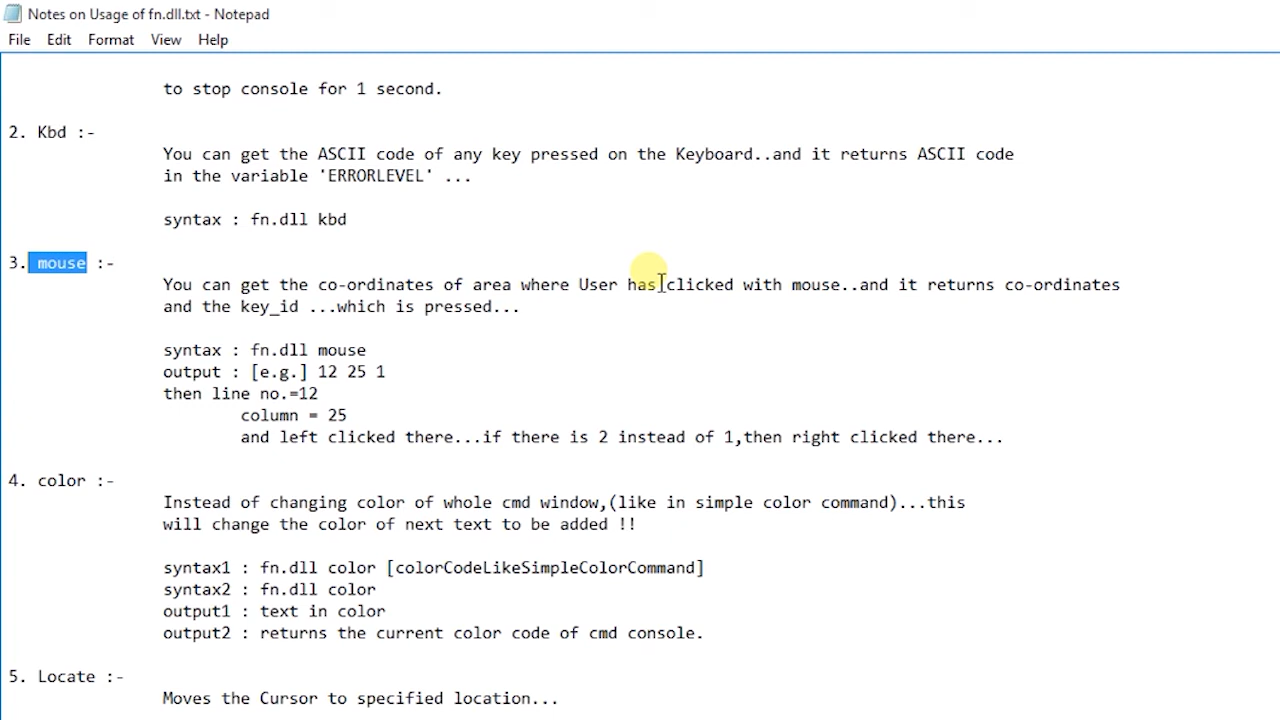 Notes on Usage of fn.dll.txt - Notepad
File Edit Format View Help
to stop console for 1 second.
2. Kbd :-
You can get the ASCII code of any key pressed on the Keyboard..and it returns ASCII code
in the variable 'ERRORLEVEL' ...
syntax : fn.dll kbd
3. mouse :-
You can get the co-ordinates of area where User has clicked with mouse..and it returns co-ordinates
and the key_id ...which is pressed...
syntax : fn.dll mouse
output : [e.g.] 12 25 1
then line no.=12
column = 25
and left clicked there...if there is 2 instead of 1,then right clicked there...
4. color :-
Instead of changing color of whole cmd window,(like in simple color command)...this
will change the color of next text to be added !!
syntax1 : fn.dll color [colorCodeLikeSimpleColorCommand]
syntax2 : fn.dll color
output1 : text in color
output2 : returns the current color code of cmd console.
5. Locate :-
Moves the Cursor to specified location...